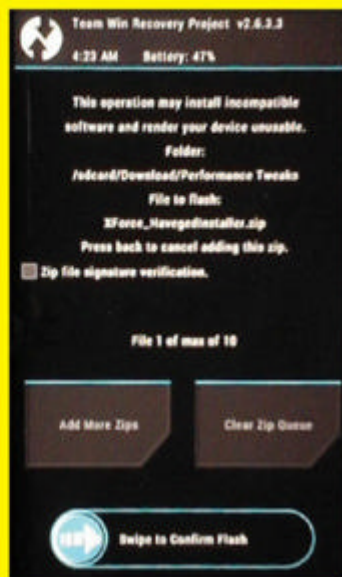 Team Win Recovery Project v2.6.3.3
4:23 AM Battery: 47%
This operation may install incompatible
software and render your device unusable.
Folder:
/sdcard/Download/Performance Tweaks
File to flash:
XForce_HavegedInstaller.zip
Press back to cancel adding this zip.
Zip file signature verification.
File 1 of max of 10
Add More Zips
Clear Zip Queue
Swipe to Confirm Flash